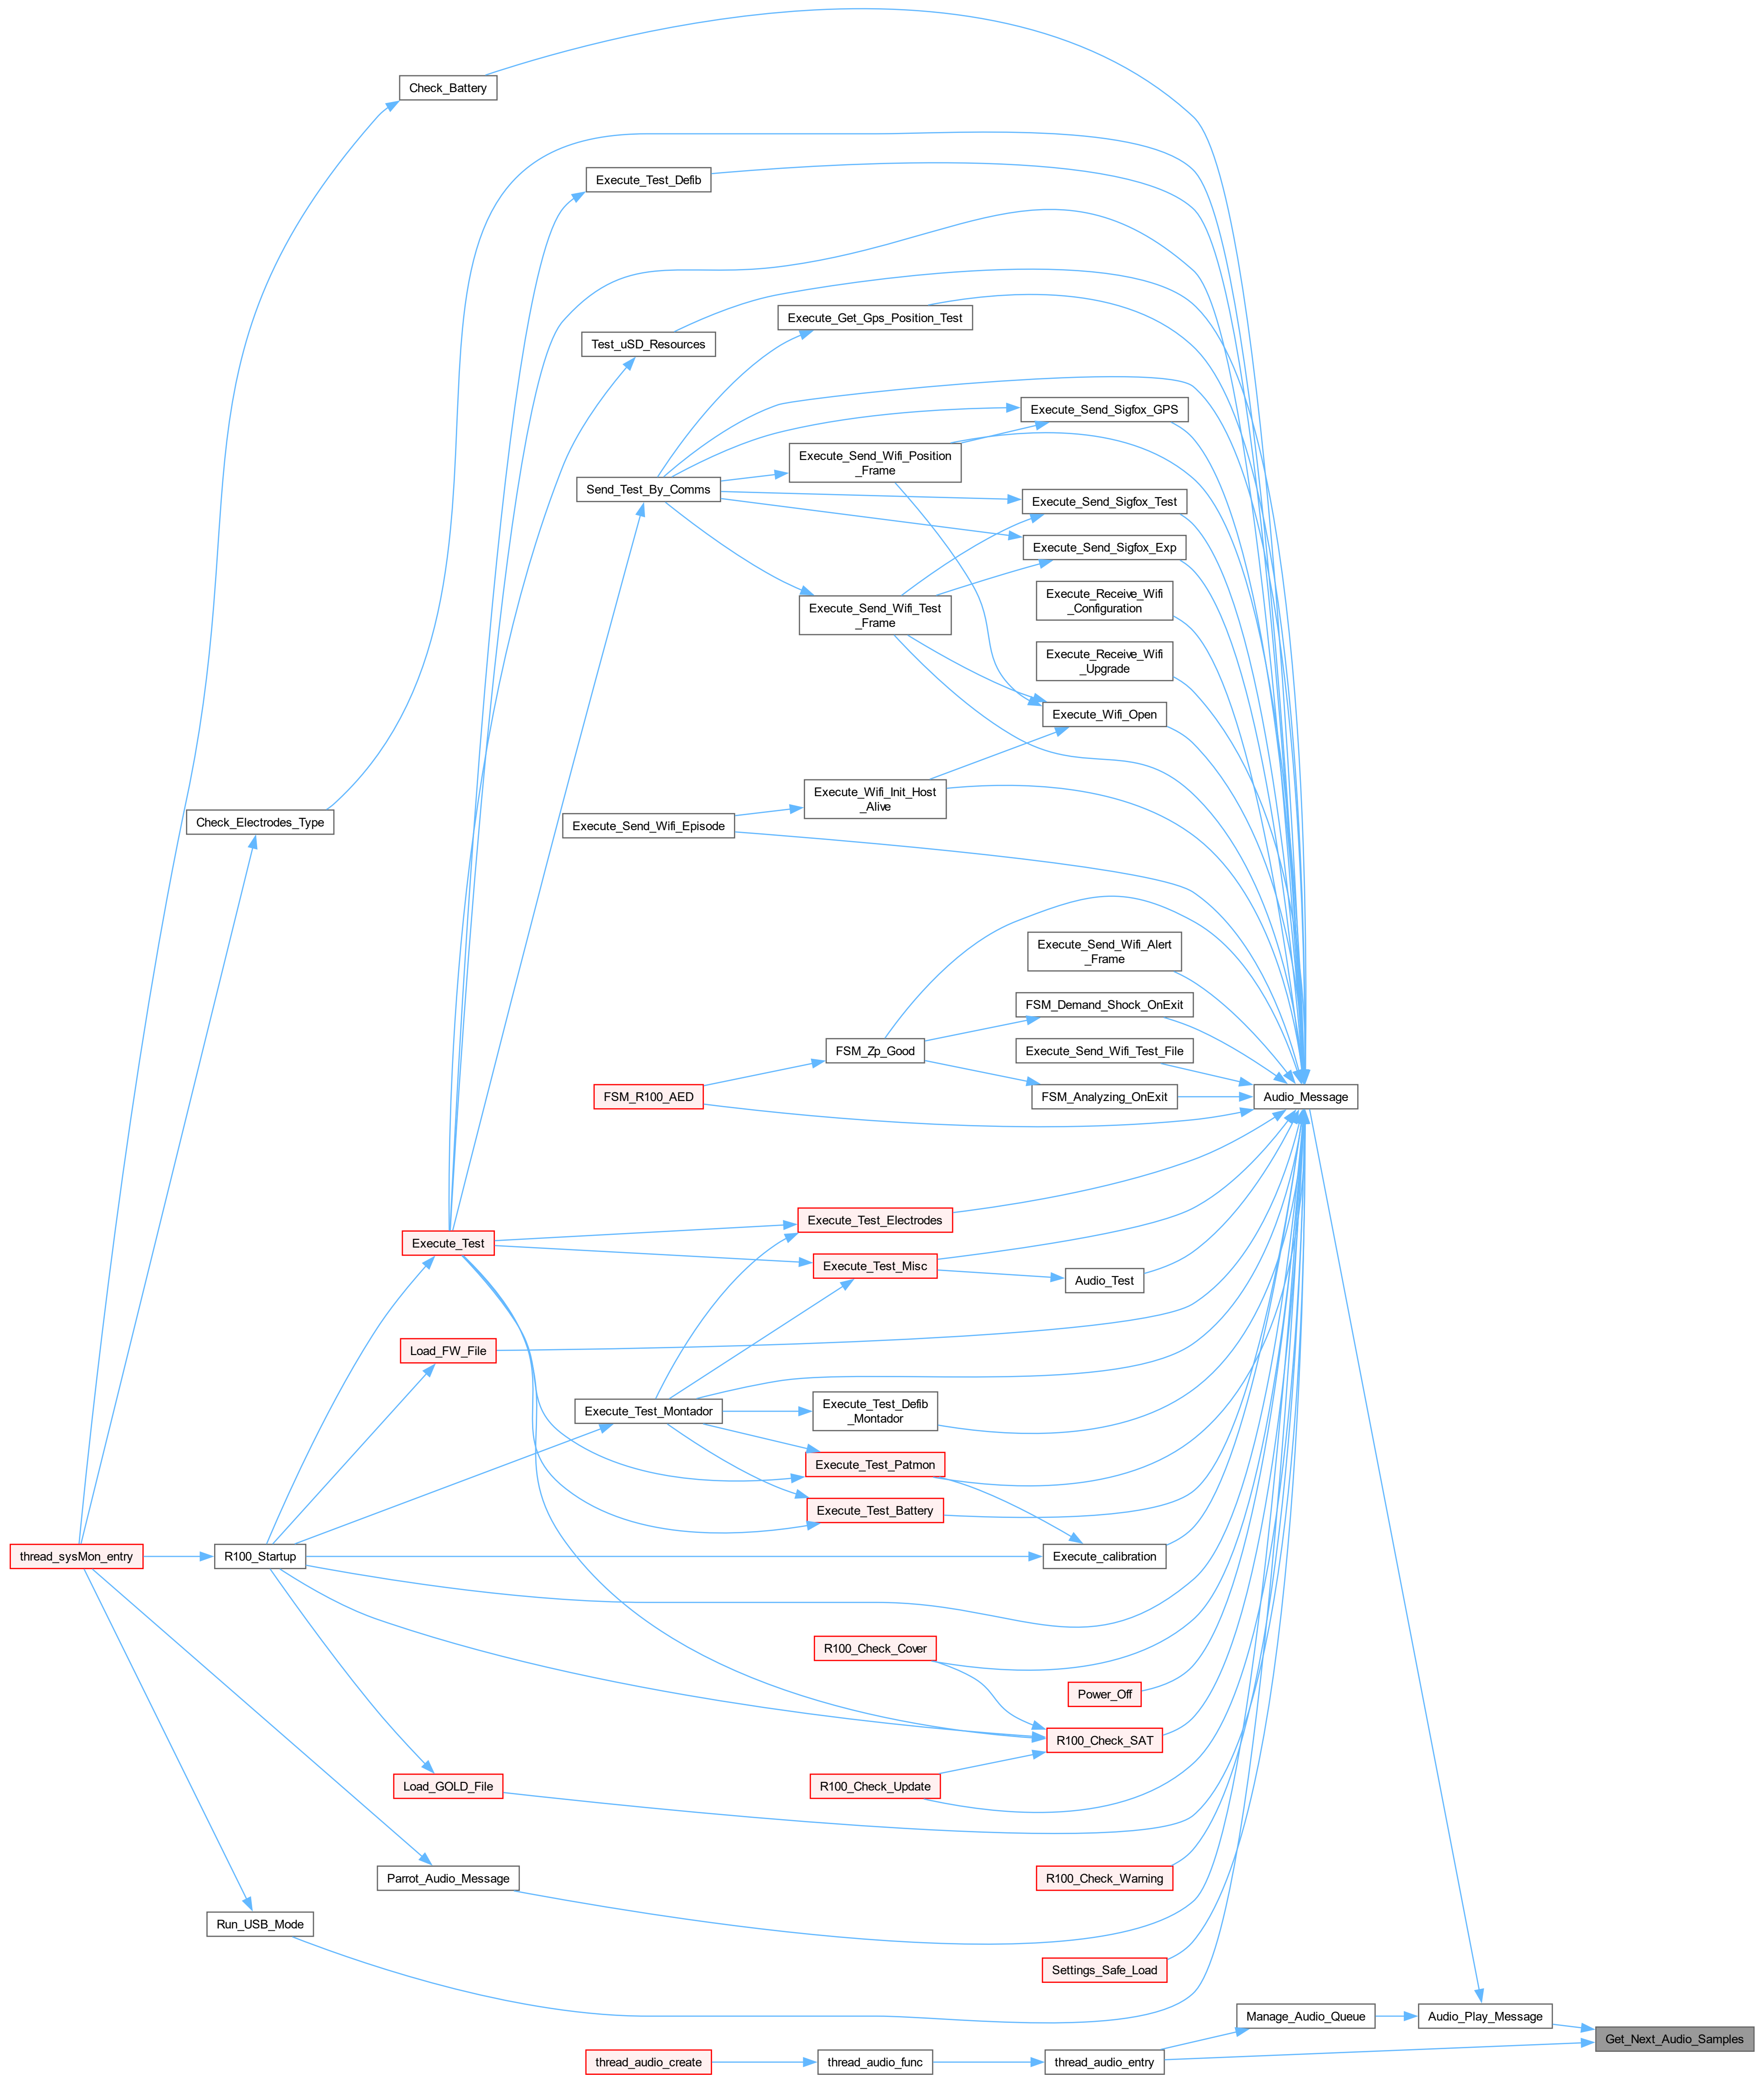 Check_Battery
Execute_Test_Defib
Execute_Get_Gps_Position_Test
Test_uSD_Resources
Execute_Send_Sigfox_GPS
Execute_Send_Wifi_Position
_Frame
Send_Test_By_Comms
Execute_Send_Sigfox_Test
Execute_Send_Sigfox_Exp
Execute_Receive_Wifi
_Configuration
Execute_Send_Wifi_Test
_Frame
Execute_Receive_Wifi
_Upgrade
Execute_Wifi_Open
Execute_Wifi_Init_Host
_Alive
Check_Electrodes_Type
Execute_Send_Wifi_Episode
Execute_Send_Wifi_Alert
_Frame
FSM_Demand_Shock_OnExit
FSM_Zp_Good
Execute_Send_Wifi_Test_File
FSM_R100_AED
FSM_Analyzing_OnExit
Audio_Message
Execute_Test_Electrodes
Execute_Test
Execute_Test_Misc
Audio_Test
Load_FW_File
Execute_Test_Montador
Execute_Test_Defib
_Montador
Execute_Test_Patmon
Execute_Test_Battery
thread_sysMon_entry
R100_Startup
Execute_calibration
R100_Check_Cover
Power_Off
R100_Check_SAT
Load_GOLD_File
R100_Check_Update
Parrot_Audio_Message
R100_Check_Warning
Run_USB_Mode
Settings_Safe_Load
Manage_Audio_Queue
Audio_Play_Message
Get_Next_Audio_Samples
thread_audio_create
thread_audio_func
thread_audio_entry